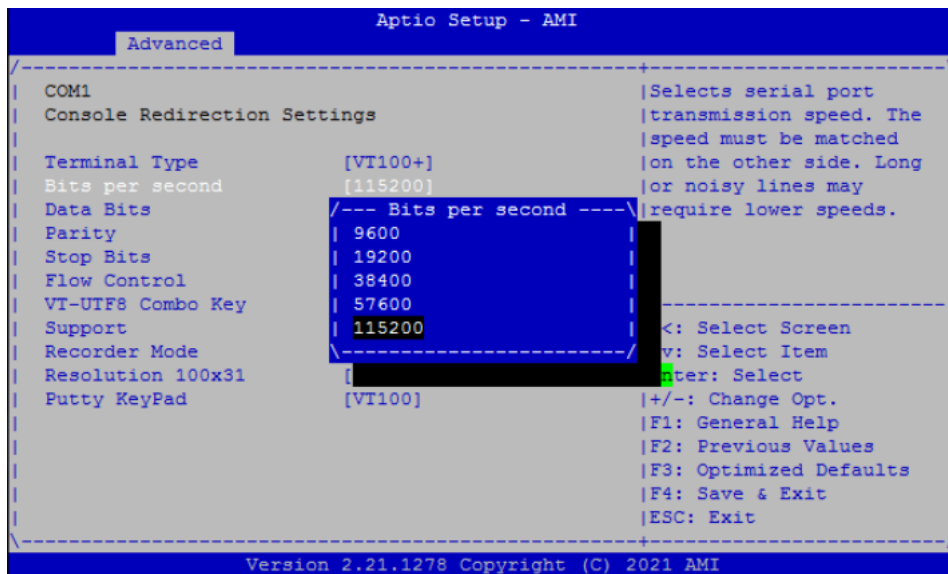 Aptio Setup - AMI
Advanced
COM1
Console Redirection Settings
Terminal Type [VT100+]
Bits per second [115200]
Data Bits
Parity
Stop Bits
Flow Control
VT-UTF8 Combo Key
Support
Recorder Mode
Resolution 100x31 [
Putty KeyPad [VT100]
/--- Bits per second ----\
9600
19200
38400
57600
115200
Selects serial port
transmission speed. The
speed must be matched
on the other side. Long
or noisy lines may
require lower speeds.
<: Select Screen
v: Select Item
nter: Select
+/-: Change Opt.
F1: General Help
F2: Previous Values
F3: Optimized Defaults
F4: Save & Exit
ESC: Exit
Version 2.21.1278 Copyright (C) 2021 AMI